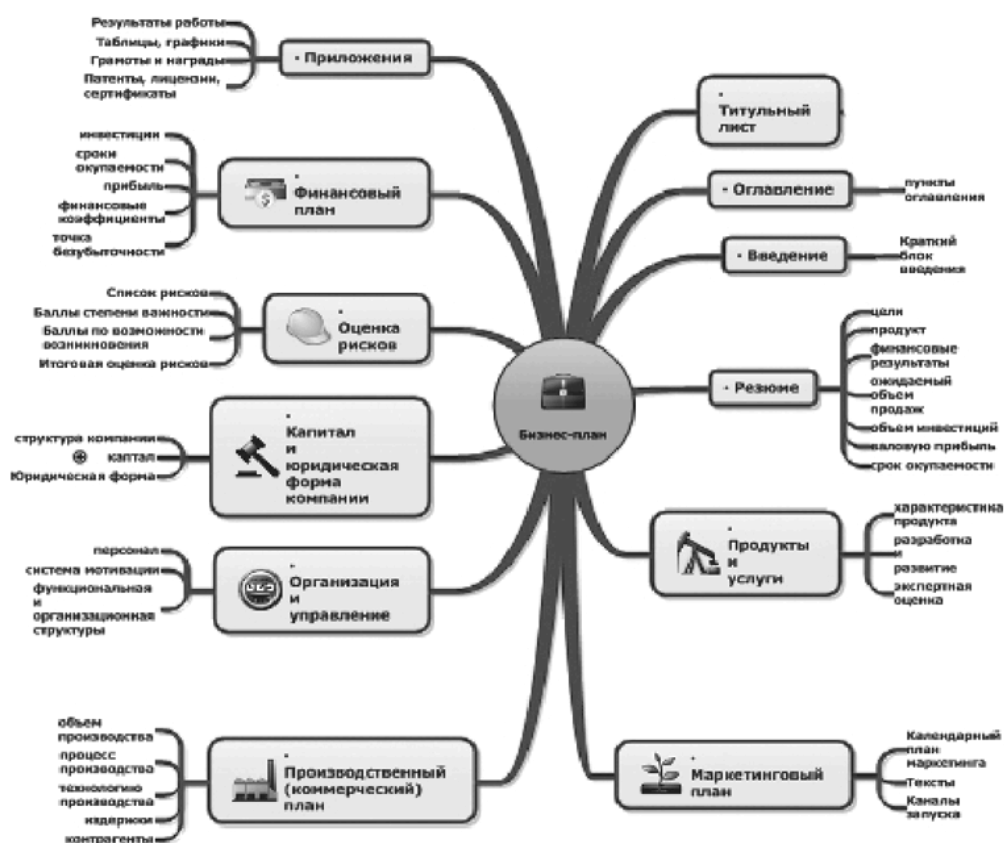 Результаты работы
Таблицы, графики
Грамоты и награды
Патенты, лицензии,
сертификаты
· Приложения
инвестиции
сроки
окупаемости
прибыль
финансовые
коэффициенты
точка
безубыточности
·
Финансовый
план
Список рисков
Баллы степени важности
Баллы по возможности
возникновения
Итоговая оценка рисков
·
Оценка
рисков
структура компании
каптал
Юридическая форма
·
Капитал
и
юридическая
форма
компании
персонал
система мотивации
функциональная
и
организационная
структуры
·
Организация
и
управление
объем
производства
процесс
производства
технологию
производства
издержки
контрагенты
·
Производственный
(коммерческий)
план
Бизнес-план
·
Титульный
лист
· Оглавление
пункты
оглавления
· Введение
Краткий
блок
введения
· Резюме
цели
продукт
финансовые
результаты
ожидаемый
объем
продаж
объем инвестиций
валовую прибыль
срок окупаемости
·
Продукты
и
услуги
характеристика
продукта
разработка
и
развитие
экспертная
оценка
·
Маркетинговый
план
Календарный
план
маркетинга
Тексты
Каналы
запуска